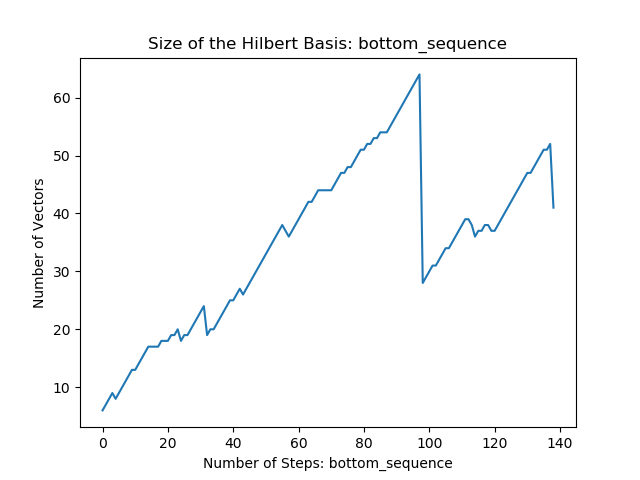 Size of the Hilbert Basis: bottom_sequence
Number of Vectors
60
50
40
30
20
10
0 20 40 60 80 100 120 140
Number of Steps: bottom_sequence